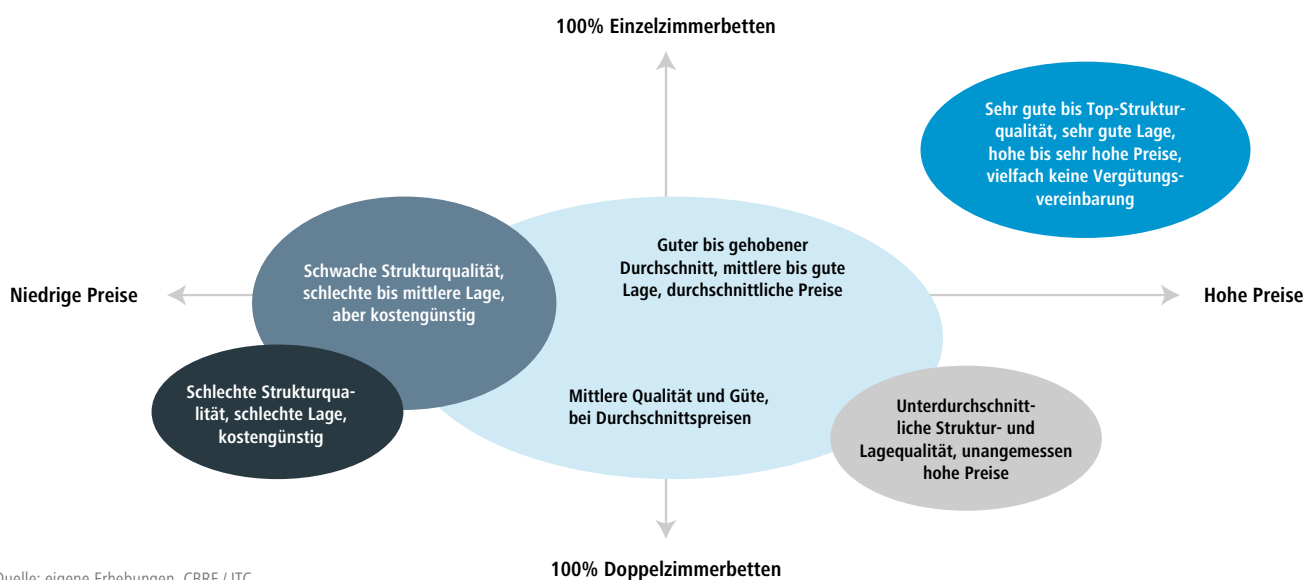 100% Einzelzimmerbetten
Sehr gute bis Top-Struktur-
qualität, sehr gute Lage,
hohe bis sehr hohe Preise,
vielfach keine Vergütungs-
vereinbarung
Guter bis gehobener
Durchschnitt, mittlere bis gute
Lage, durchschnittliche Preise
Schwache Strukturqualität,
schlechte bis mittlere Lage,
aber kostengünstig
Niedrige Preise
Hohe Preise
Schlechte Strukturqua-
lität, schlechte Lage,
kostengünstig
Mittlere Qualität und Güte,
bei Durchschnittspreisen
Unterdurchschnitt-
liche Struktur- und
Lagequalität, unangemessen
hohe Preise
100% Doppelzimmerbetten
Quelle: eigene Erhebungen, CBRE / ITC